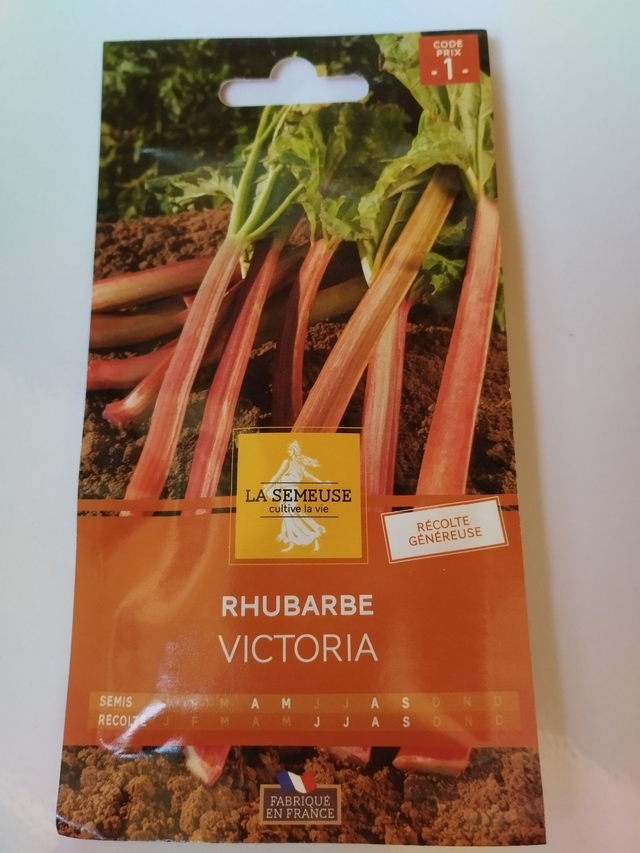 CODE
PRIX
- 1 -
LA SEMEUSE
cultive la vie
RÉCOLTE
GÉNÉREUSE
RHUBARBE
VICTORIA
SEMIS J F M A M J J A S O N D
RÉCOLTE J F M A M J J A S O N D
FABRIQUÉ
EN FRANCE